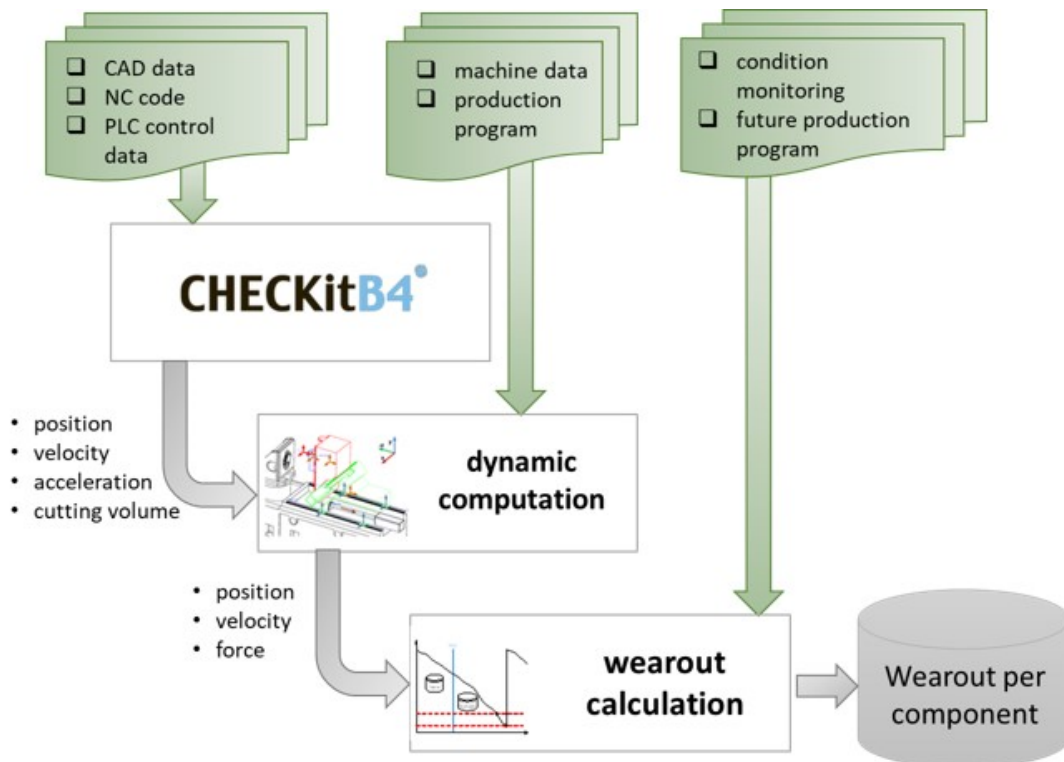 CAD data
NC code
PLC control
data
machine data
production
program
condition
monitoring
future production
program
CHECKitB4
position
velocity
acceleration
cutting volume
dynamic
computation
position
velocity
force
wearout
calculation
Wearout per
component